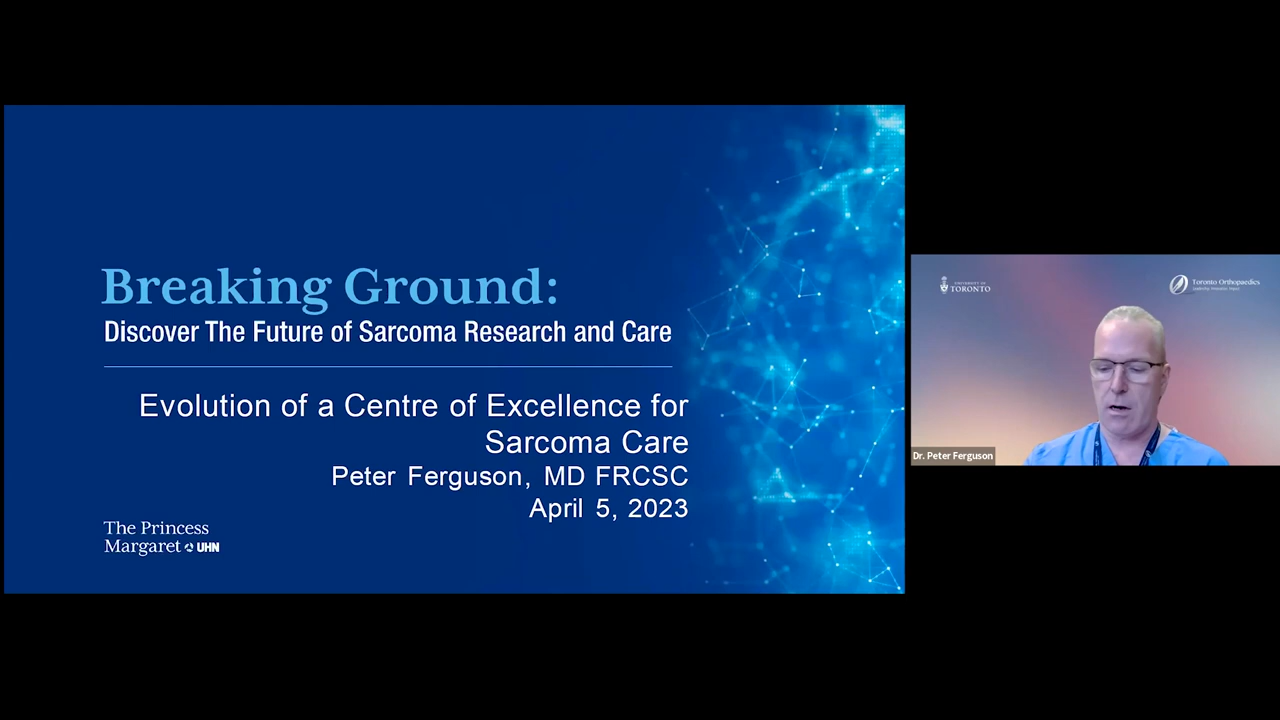 Breaking Ground:
Discover The Future of Sarcoma Research and Care
Evolution of a Centre of Excellence for
Sarcoma Care
Peter Ferguson, MD FRCSC
April 5, 2023
The Princess
Margaret UHN
UNIVERSITY OF
TORONTO
Toronto Orthopaedics
Dr. Peter Ferguson